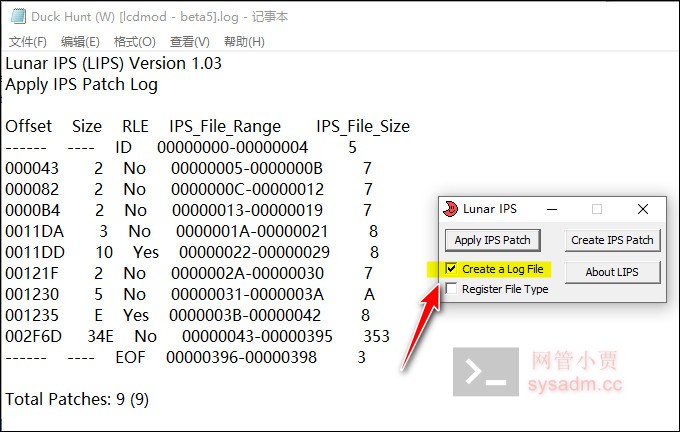 Duck Hunt (W) [lcdmod - beta5].log - 记事本
文件(F) 编辑(E) 格式(O) 查看(V) 帮助(H)
Lunar IPS (LIPS) Version 1.03
Apply IPS Patch Log
Offset Size RLE IPS_File_Range IPS_File_Size
------ ---- ID 00000000-00000004 5
000043 2 No 00000005-0000000B 7
000082 2 No 0000000C-00000012 7
0000B4 2 No 00000013-00000019 7
0011DA 3 No 0000001A-00000021 8
0011DD 10 Yes 00000022-00000029 8
00121F 2 No 0000002A-00000030 7
001230 5 No 00000031-0000003A A
001235 E Yes 0000003B-00000042 8
002F6D 34E No 00000043-00000395 353
------ ---- EOF 00000396-00000398 3
Total Patches: 9 (9)
Lunar IPS
Apply IPS Patch
Create IPS Patch
Create a Log File
About LIPS
Register File Type
网管小贾
sysadm.cc